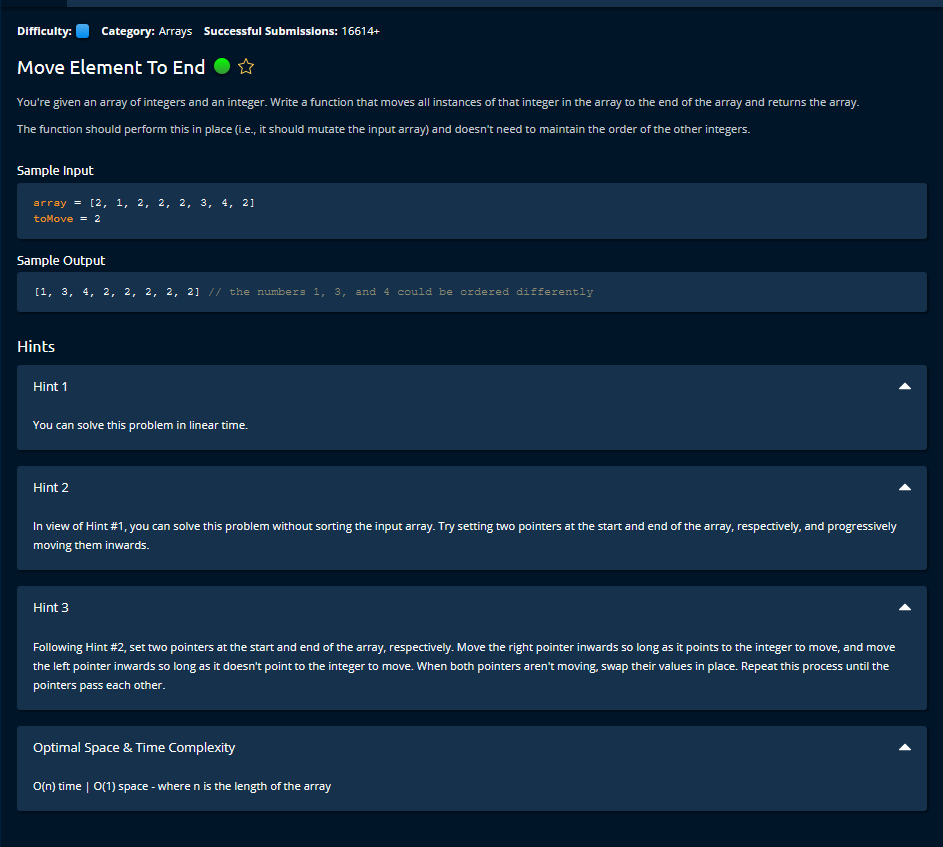 Difficulty: Category: Arrays Successful Submissions: 16614+
Move Element To End
You're given an array of integers and an integer. Write a function that moves all instances of that integer in the array to the end of the array and returns the array.
The function should perform this in place (i.e., it should mutate the input array) and doesn't need to maintain the order of the other integers.
Sample Input
array = [2, 1, 2, 2, 2, 3, 4, 2]
toMove = 2
Sample Output
[1, 3, 4, 2, 2, 2, 2, 2] // the numbers 1, 3, and 4 could be ordered differently
Hints
Hint 1
You can solve this problem in linear time.
Hint 2
In view of Hint #1, you can solve this problem without sorting the input array. Try setting two pointers at the start and end of the array, respectively, and progressively
moving them inwards.
Hint 3
Following Hint #2, set two pointers at the start and end of the array, respectively. Move the right pointer inwards so long as it points to the integer to move, and move
the left pointer inwards so long as it doesn't point to the integer to move. When both pointers aren't moving, swap their values in place. Repeat this process until the
pointers pass each other.
Optimal Space & Time Complexity
O(n) time | O(1) space - where n is the length of the array